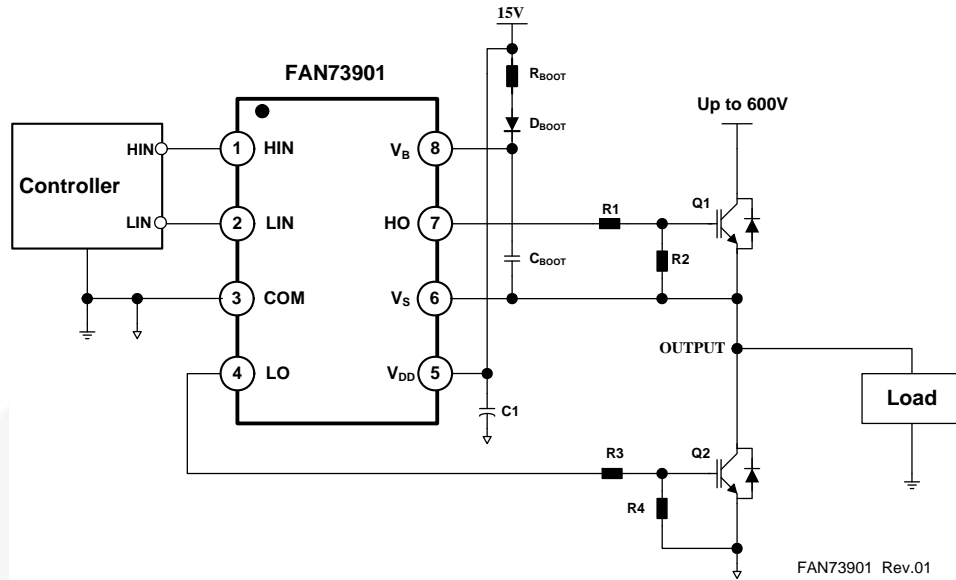 15V
FAN73901
RBOOT
Up to 600V
DBOOT
HIN
1
HIN
VB
8
Controller
Q1
LIN
2
LIN
HO
7
R1
CBOOT
R2
3
COM
VS
6
OUTPUT
4
LO
VDD
5
Load
C1
R3
Q2
R4
FAN73901 Rev.01